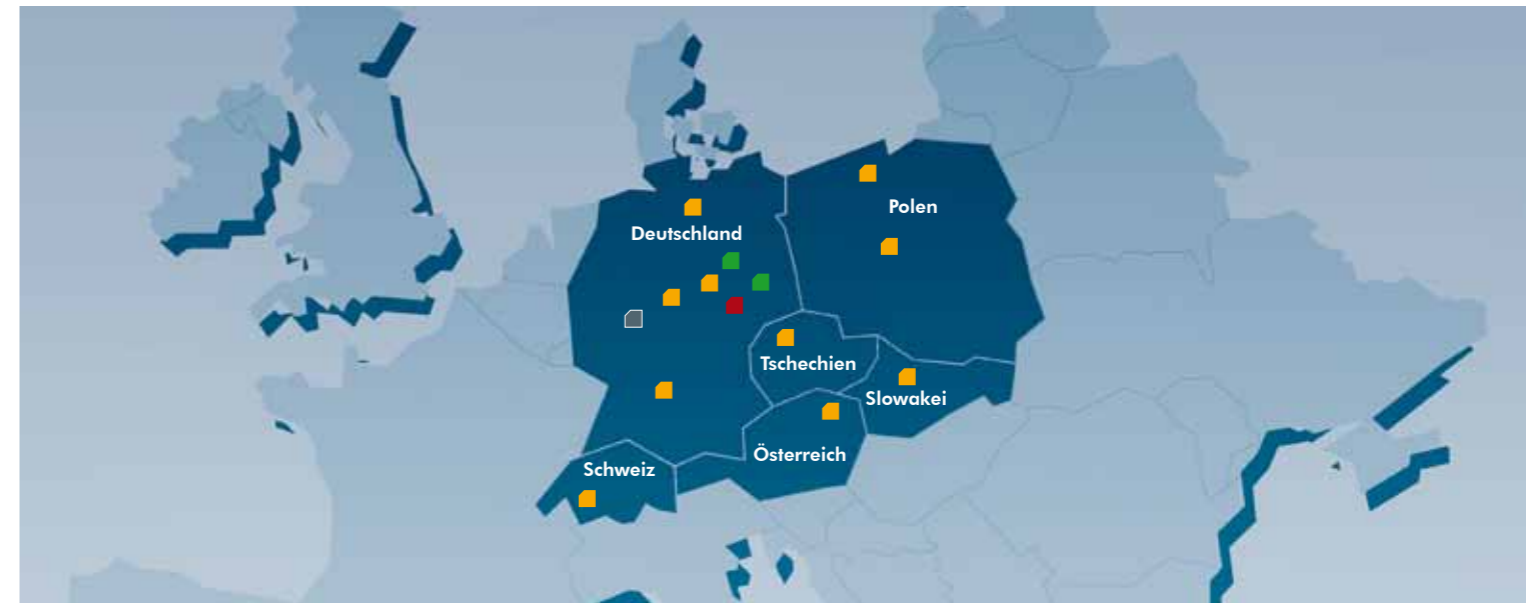 Polen
Deutschland
Tschechien
Slowakei
Österreich
Schweiz